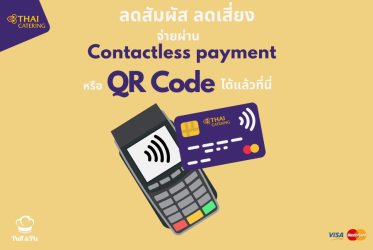 THAI
CATERING
ลดสัมผัส ลดเสี่ยง
จ่ายผ่าน
Contactless payment
หรือ QR Code ได้แล้วที่นี่
THAI
CATERING
Puff & Pie
VISA